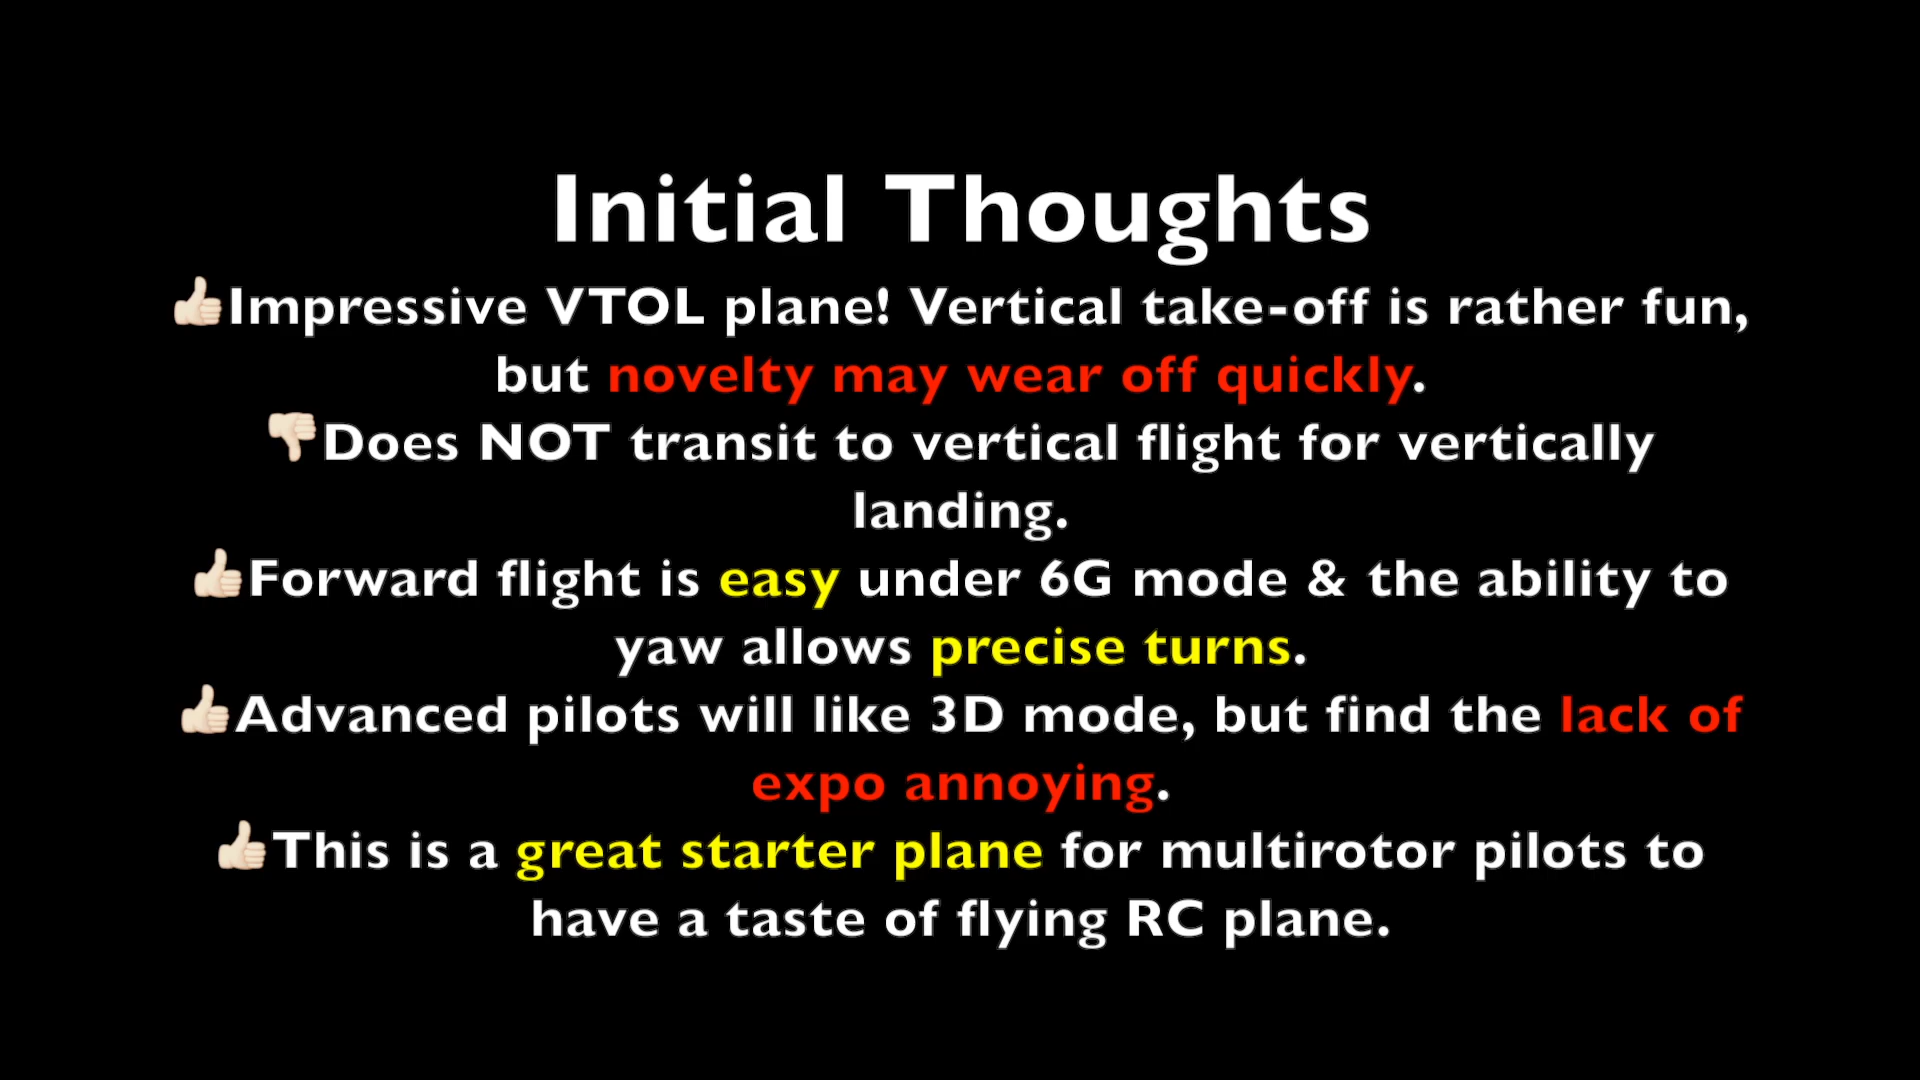 Initial Thoughts
👍🏻Impressive VTOL plane! Vertical take-off is rather fun,
but novelty may wear off quickly.
👎🏻Does NOT transit to vertical flight for vertically
landing.
👍🏻Forward flight is easy under 6G mode & the ability to
yaw allows precise turns.
👍🏻Advanced pilots will like 3D mode, but find the lack of
expo annoying.
👍🏻This is a great starter plane for multirotor pilots to
have a taste of flying RC plane.